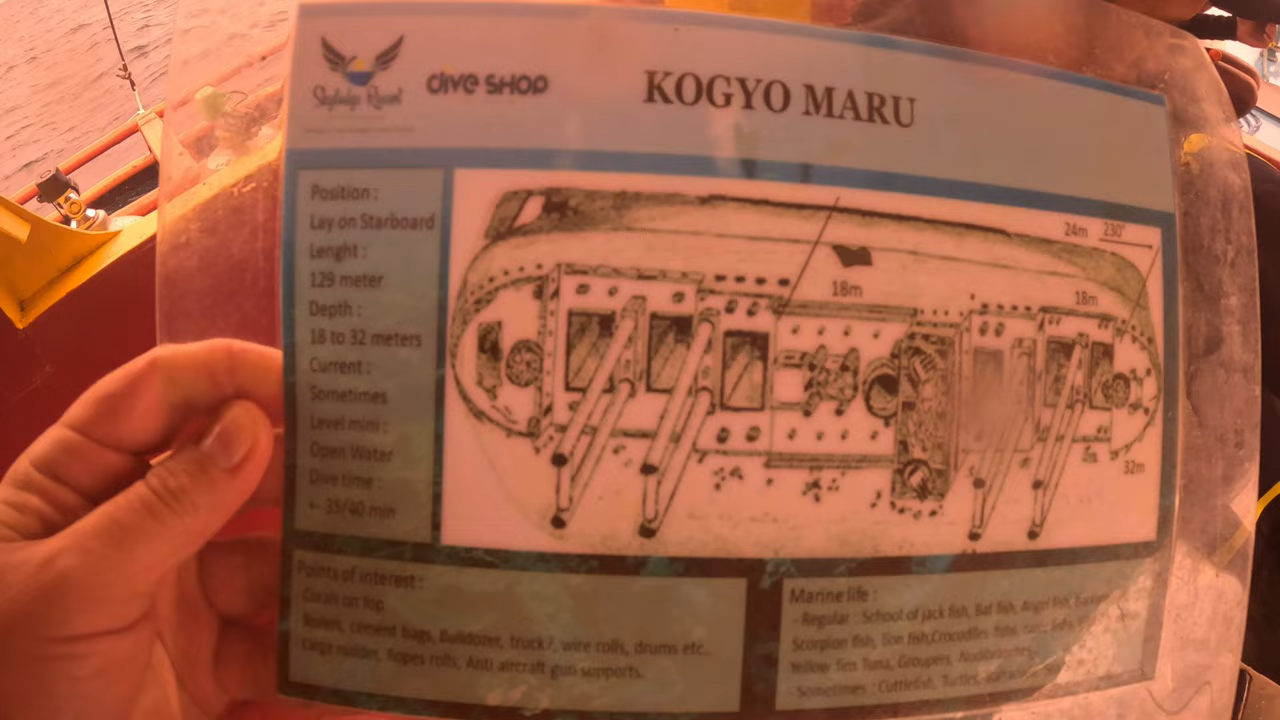 Skylodge Resort
dive SHOP
KOGYO MARU
Position :
Lay on Starboard
Lenght :
129 meter
Depth :
18 to 32 meters
Current :
Sometimes
Level mini :
Open Water
Dive time :
+- 35/40 min
24m 230°
18m
18m
32m
Points of interest :
Corals on top
Boilers, cement bags, Bulldozer, truck?, wire rolls, drums etc..
Cargo rudder, Ropes rolls, Anti aircraft gun supports.
Marine life :
- Regular : School of jack fish, Bat fish, Angel fish,
Scorpion fish, lion fish,Crocodiles fishs,
Yellow fins Tuna, Groupers, Nudibranches.
- Sometimes : Cuttlefish, Turtles,